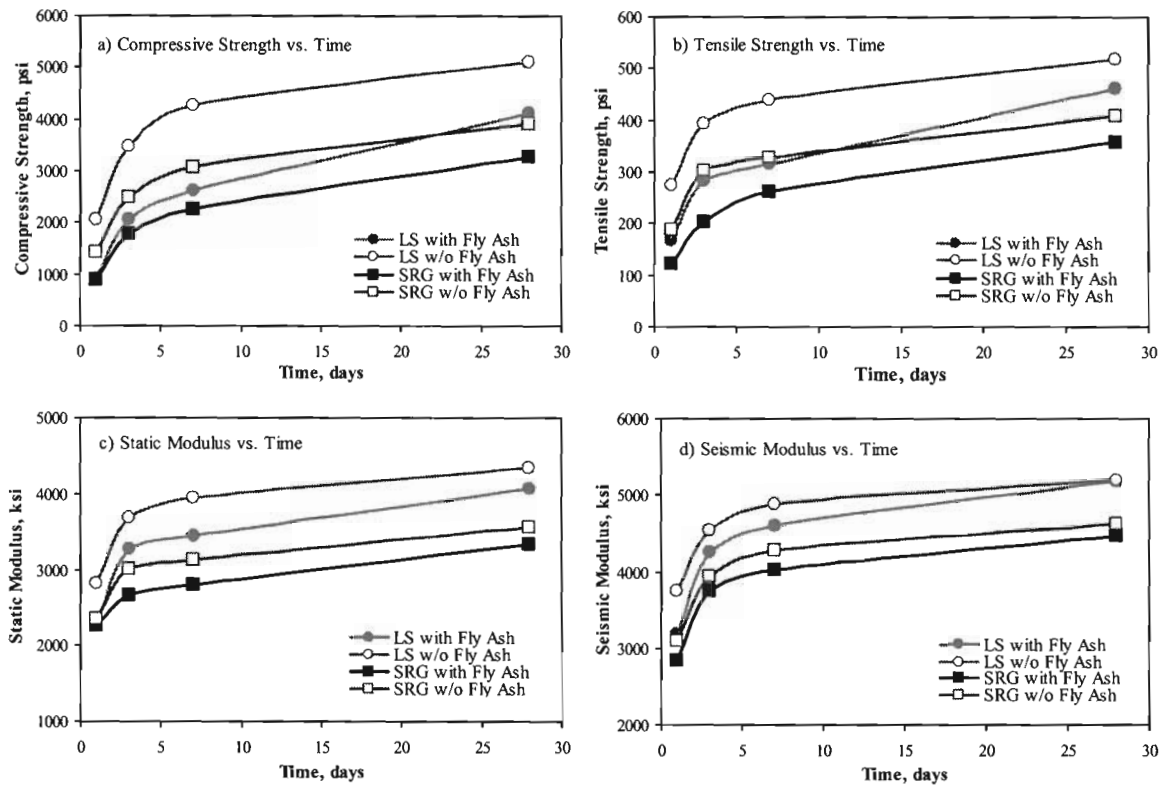 a) Compressive Strength vs. Time
Compressive Strength, psi
6000
5000
4000
3000
2000
1000
0
LS with Fly Ash
LS w/o Fly Ash
SRG with Fly Ash
SRG w/o Fly Ash
0 5 10 15 20 25 30
Time, days
b) Tensile Strength vs. Time
Tensile Strength, psi
600
500
400
300
200
100
0
LS with Fly Ash
LS w/o Fly Ash
SRG with Fly Ash
SRG w/o Fly Ash
0 5 10 15 20 25 30
Time, days
c) Static Modulus vs. Time
Static Modulus, ksi
5000
4000
3000
2000
1000
LS with Fly Ash
LS w/o Fly Ash
SRG with Fly Ash
SRG w/o Fly Ash
0 5 10 15 20 25 30
Time, days
d) Seismic Modulus vs. Time
Seismic Modulus, ksi
6000
5000
4000
3000
2000
LS with Fly Ash
LS w/o Fly Ash
SRG with Fly Ash
SRG w/o Fly Ash
0 5 10 15 20 25 30
Time, days